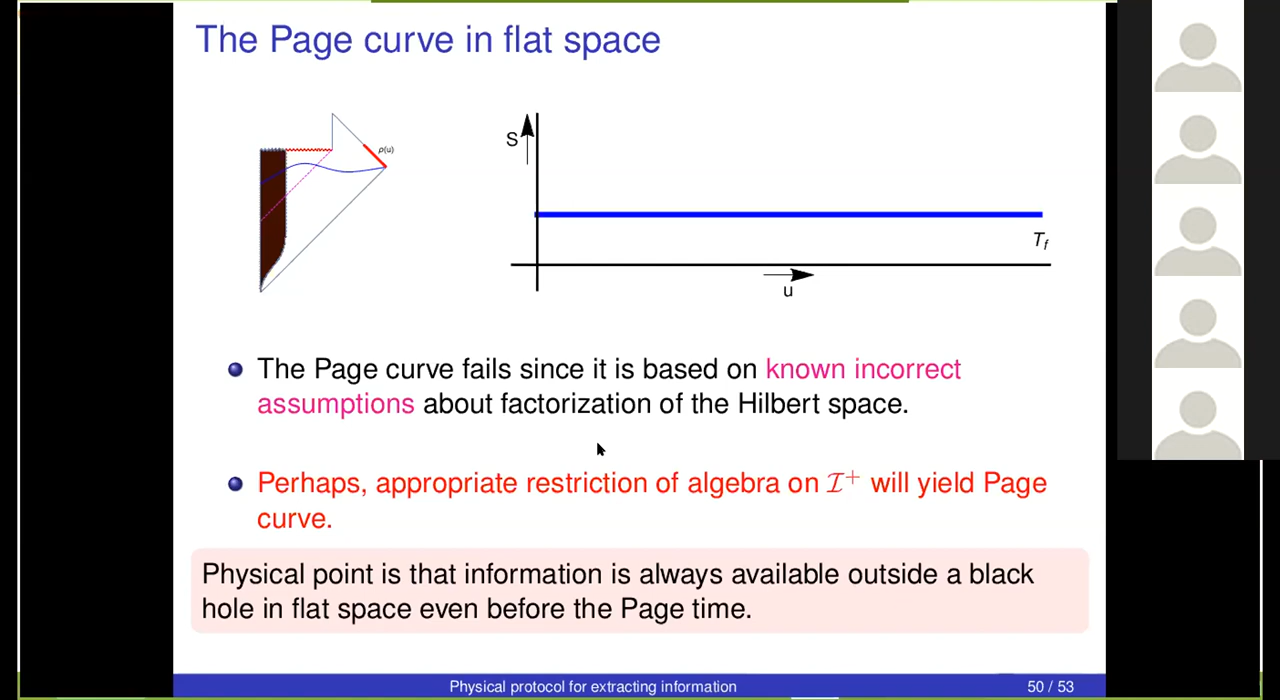 The Page curve in flat space
ρ(u)
S
T_f
u
The Page curve fails since it is based on known incorrect
assumptions about factorization of the Hilbert space.
Perhaps, appropriate restriction of algebra on ℐ⁺ will yield Page
curve.
Physical point is that information is always available outside a black
hole in flat space even before the Page time.
Physical protocol for extracting information
50 / 53